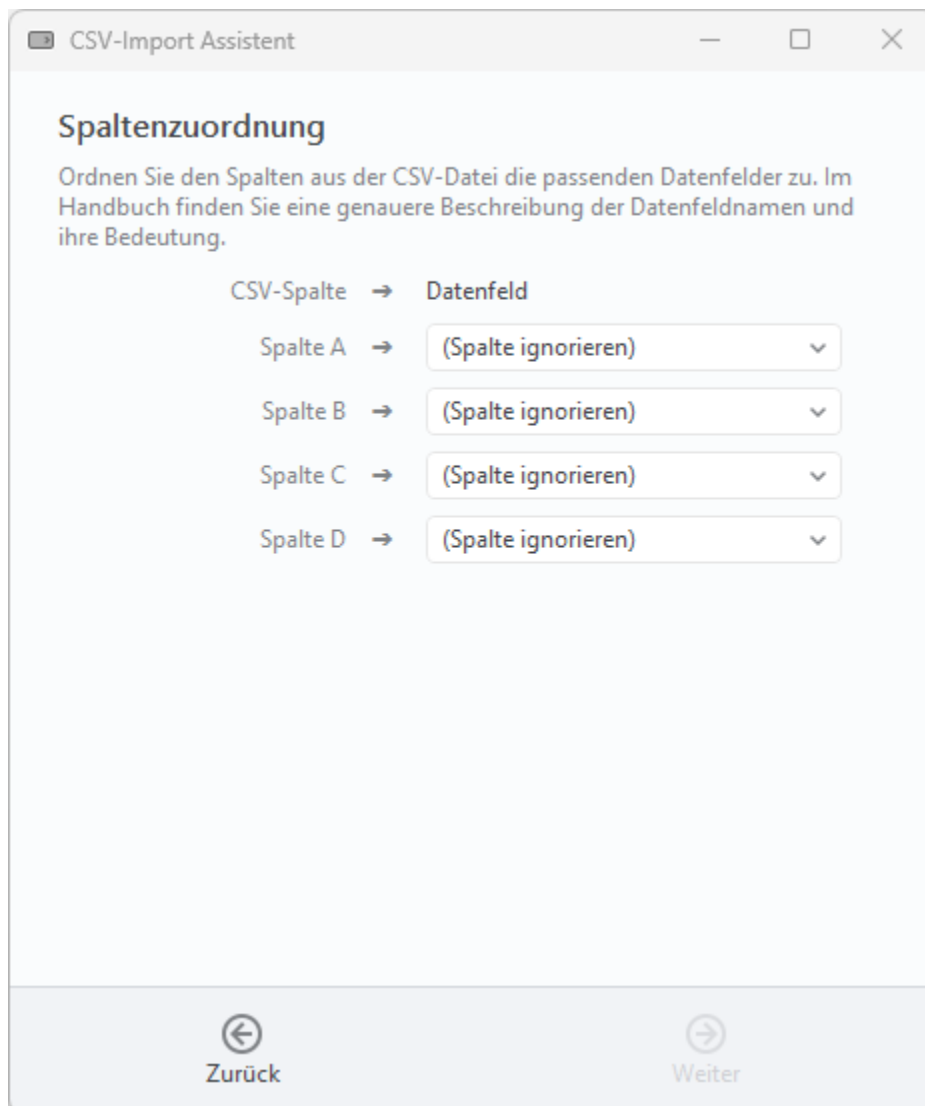 CSV-Import Assistent
Spaltenzuordnung
Ordnen Sie den Spalten aus der CSV-Datei die passenden Datenfelder zu. Im
Handbuch finden Sie eine genauere Beschreibung der Datenfeldnamen und
ihre Bedeutung.
CSV-Spalte ➔ Datenfeld
Spalte A ➔ (Spalte ignorieren)
Spalte B ➔ (Spalte ignorieren)
Spalte C ➔ (Spalte ignorieren)
Spalte D ➔ (Spalte ignorieren)
Zurück Weiter